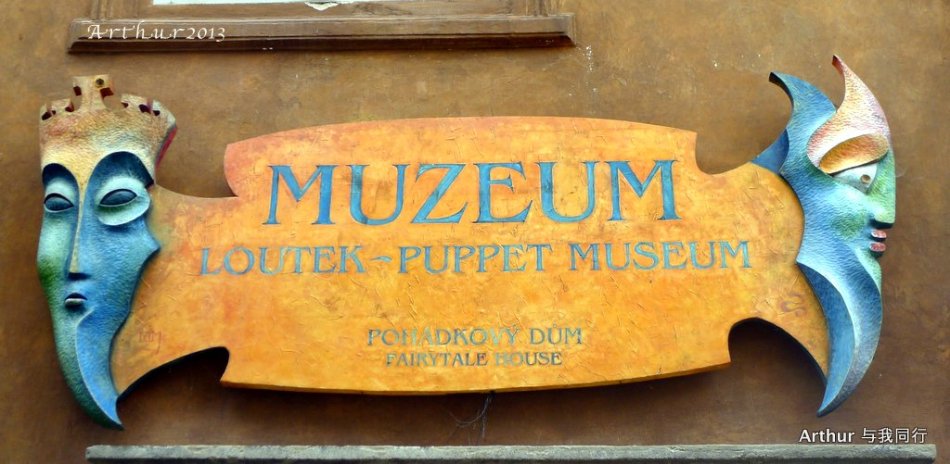 Arthur2013
MUZEUM
LOUTEK - PUPPET MUSEUM
POHÁDKOVÝ DŮM
FAIRYTALE HOUSE
Arthur 与我同行